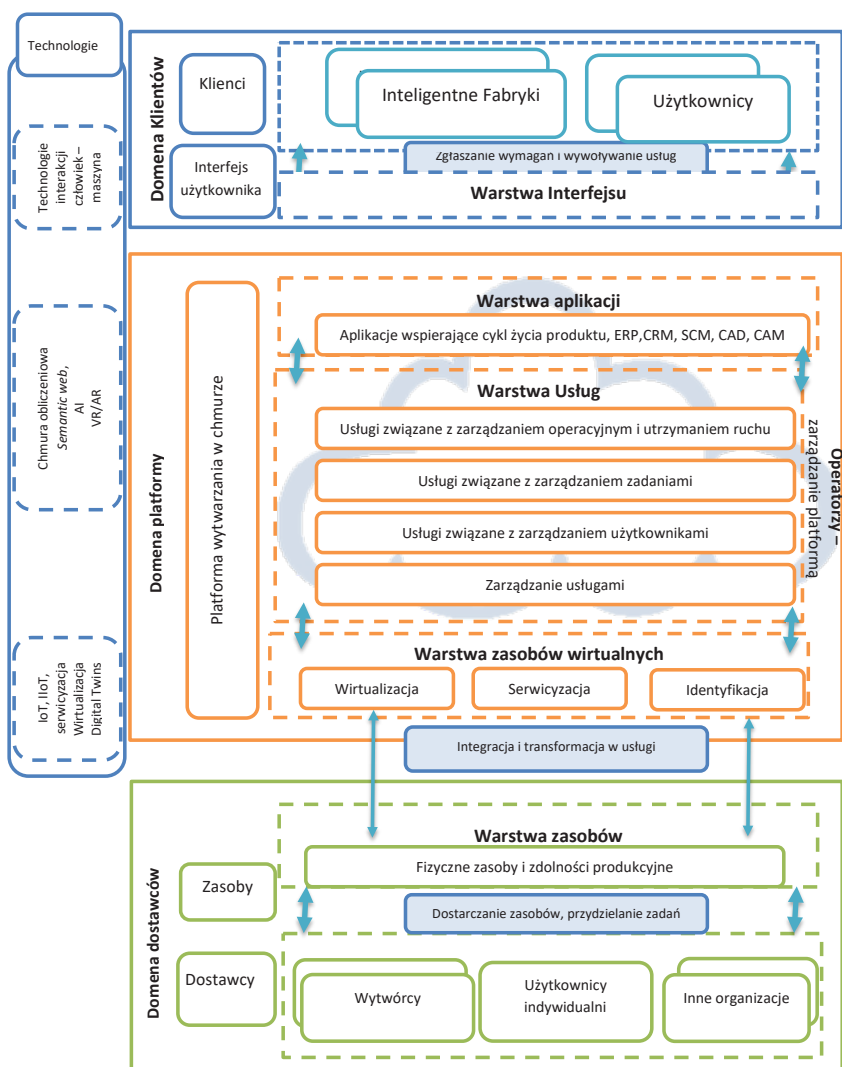 Technologie
Technologie
interakcji
człowiek –
maszyna
Chmura obliczeniowa
Semantic web,
AI
VR/AR
IoT, IIoT,
serwicyzacja
Wirtualizacja
Digital Twins
Domena Klientów
Klienci
Inteligentne Fabryki
Użytkownicy
Interfejs
użytkownika
Zgłaszanie wymagań i wywoływanie usług
Warstwa Interfejsu
Domena platformy
Platforma wytwarzania w chmurze
Warstwa aplikacji
Aplikacje wspierające cykl życia produktu, ERP,CRM, SCM, CAD, CAM
Warstwa Usług
Usługi związane z zarządzaniem operacyjnym i utrzymaniem ruchu
Usługi związane z zarządzaniem zadaniami
Usługi związane z zarządzaniem użytkownikami
Zarządzanie usługami
Operatorzy –
zarządzanie platformą
Warstwa zasobów wirtualnych
Wirtualizacja
Serwicyzacja
Identyfikacja
Integracja i transformacja w usługi
Domena dostawców
Warstwa zasobów
Fizyczne zasoby i zdolności produkcyjne
Zasoby
Dostarczanie zasobów, przydzielanie zadań
Dostawcy
Wytwórcy
Użytkownicy
indywidualni
Inne organizacje